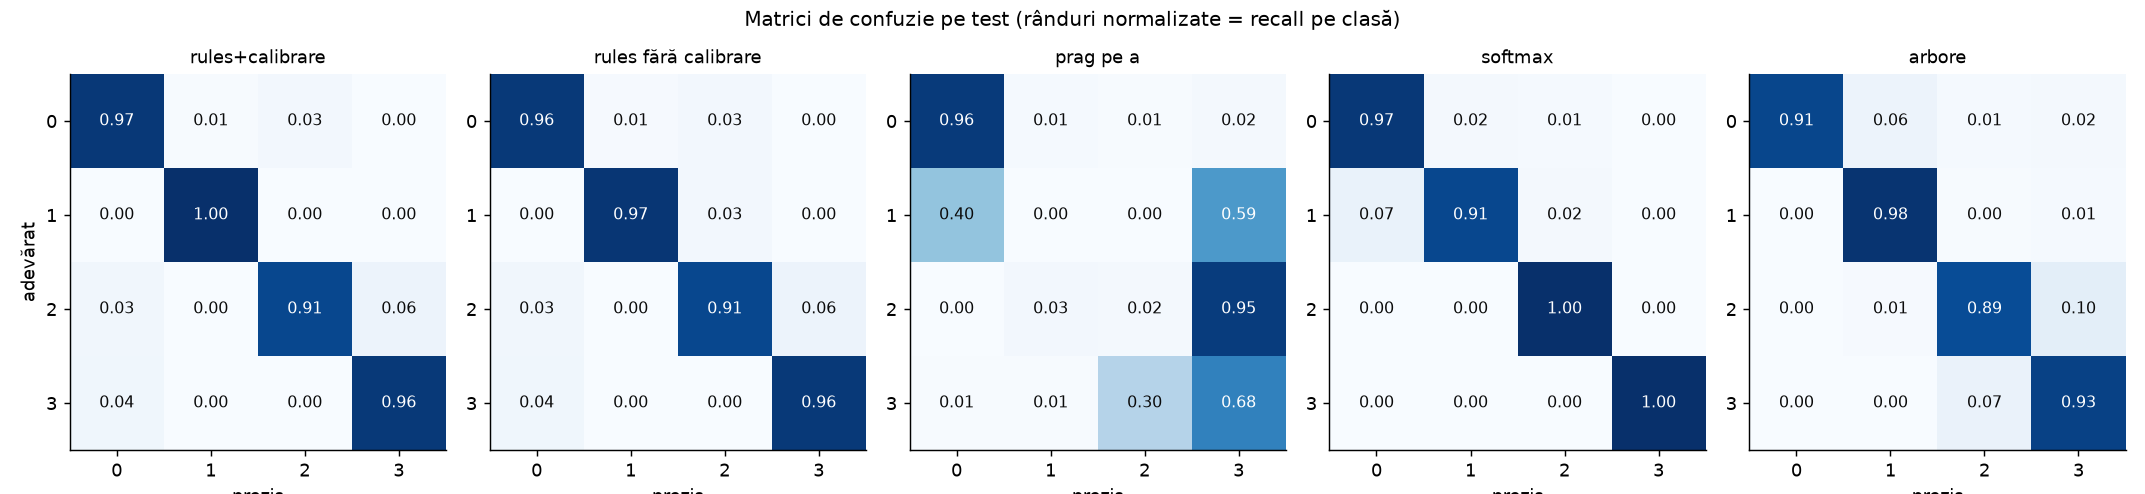 Matrici de confuzie pe test (rânduri normalizate = recall pe clasă)
rules+calibrare
adevărat
0 0.97 0.01 0.03 0.00
1 0.00 1.00 0.00 0.00
2 0.03 0.00 0.91 0.06
3 0.04 0.00 0.00 0.96
0 1 2 3
rules fără calibrare
0 0.96 0.01 0.03 0.00
1 0.00 0.97 0.03 0.00
2 0.03 0.00 0.91 0.06
3 0.04 0.00 0.00 0.96
0 1 2 3
prag pe a
0 0.96 0.01 0.01 0.02
1 0.40 0.00 0.00 0.59
2 0.00 0.03 0.02 0.95
3 0.01 0.01 0.30 0.68
0 1 2 3
softmax
0 0.97 0.02 0.01 0.00
1 0.07 0.91 0.02 0.00
2 0.00 0.00 1.00 0.00
3 0.00 0.00 0.00 1.00
0 1 2 3
arbore
0 0.91 0.06 0.01 0.02
1 0.00 0.98 0.00 0.01
2 0.00 0.01 0.89 0.10
3 0.00 0.00 0.07 0.93
0 1 2 3